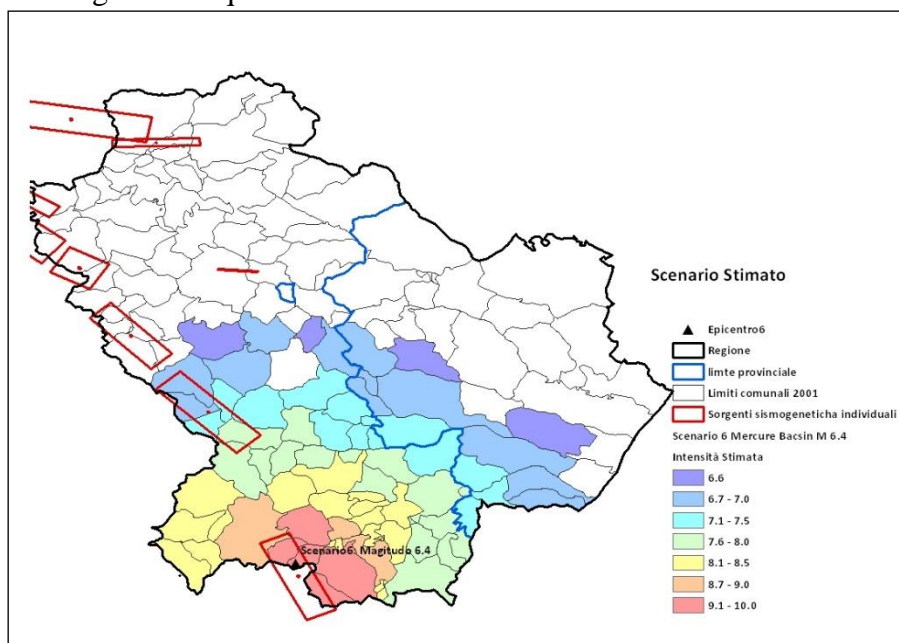 Scenario Stimato
Epicentro6
Regione
limte provinciale
Limiti comunali 2001
Sorgenti sismogenetiche individuali
Scenario 6 Mercure Bacsin M 6.4
Intensità Stimata
6.6
6.7 - 7.0
7.1 - 7.5
7.6 - 8.0
8.1 - 8.5
8.7 - 9.0
9.1 - 10.0
Scenario6: Magitudo 6.4